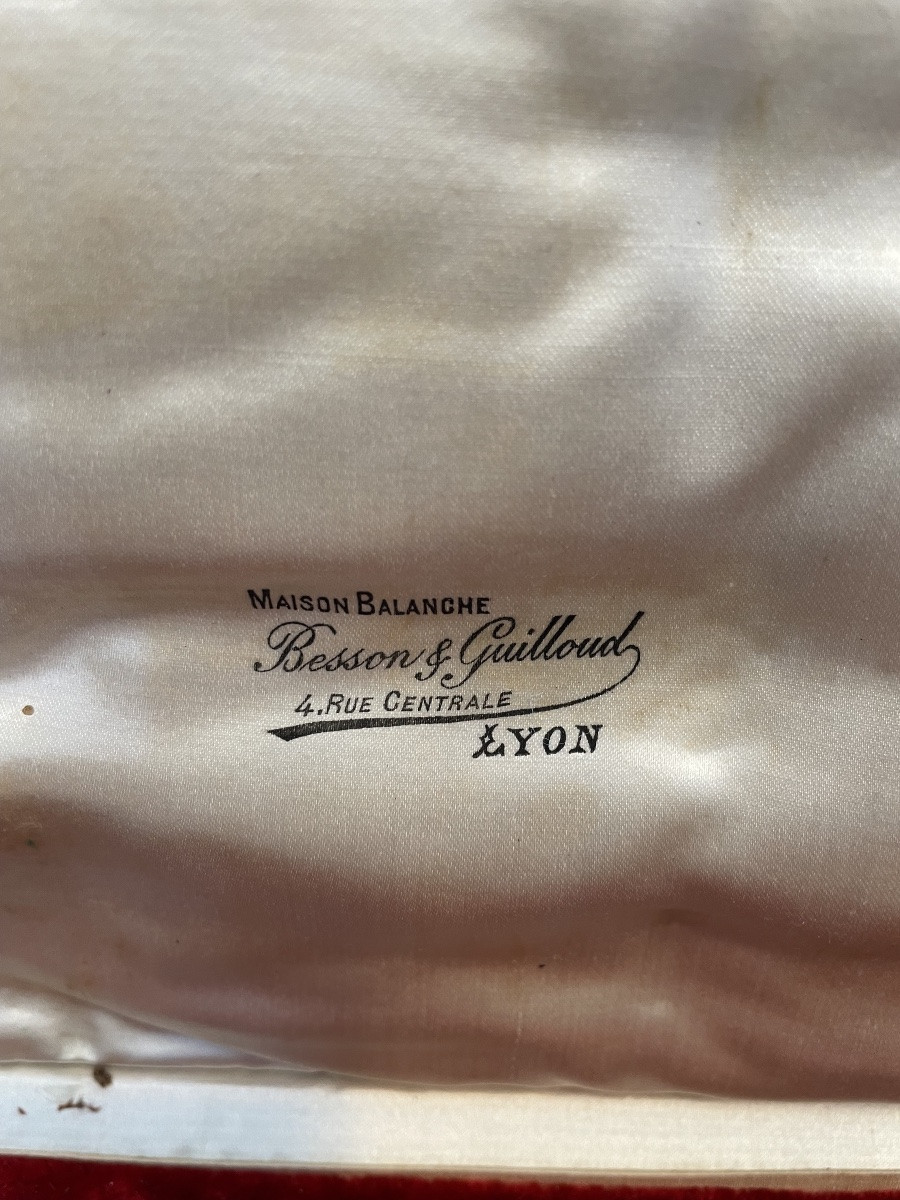 MAISON BALANCHE
Besson & Guilloud
4. RUE CENTRALE
LYON